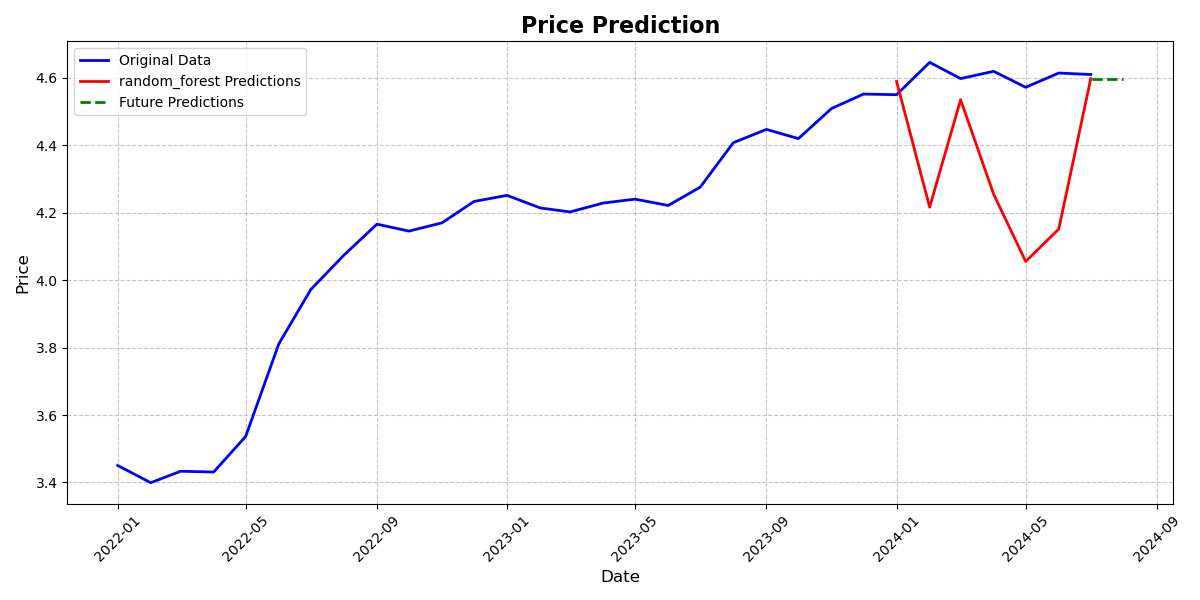 Price Prediction
Original Data
random_forest Predictions
Future Predictions
Price
4.6
4.4
4.2
4.0
3.8
3.6
3.4
2022-01
2022-05
2022-09
2023-01
2023-05
2023-09
2024-01
2024-05
2024-09
Date